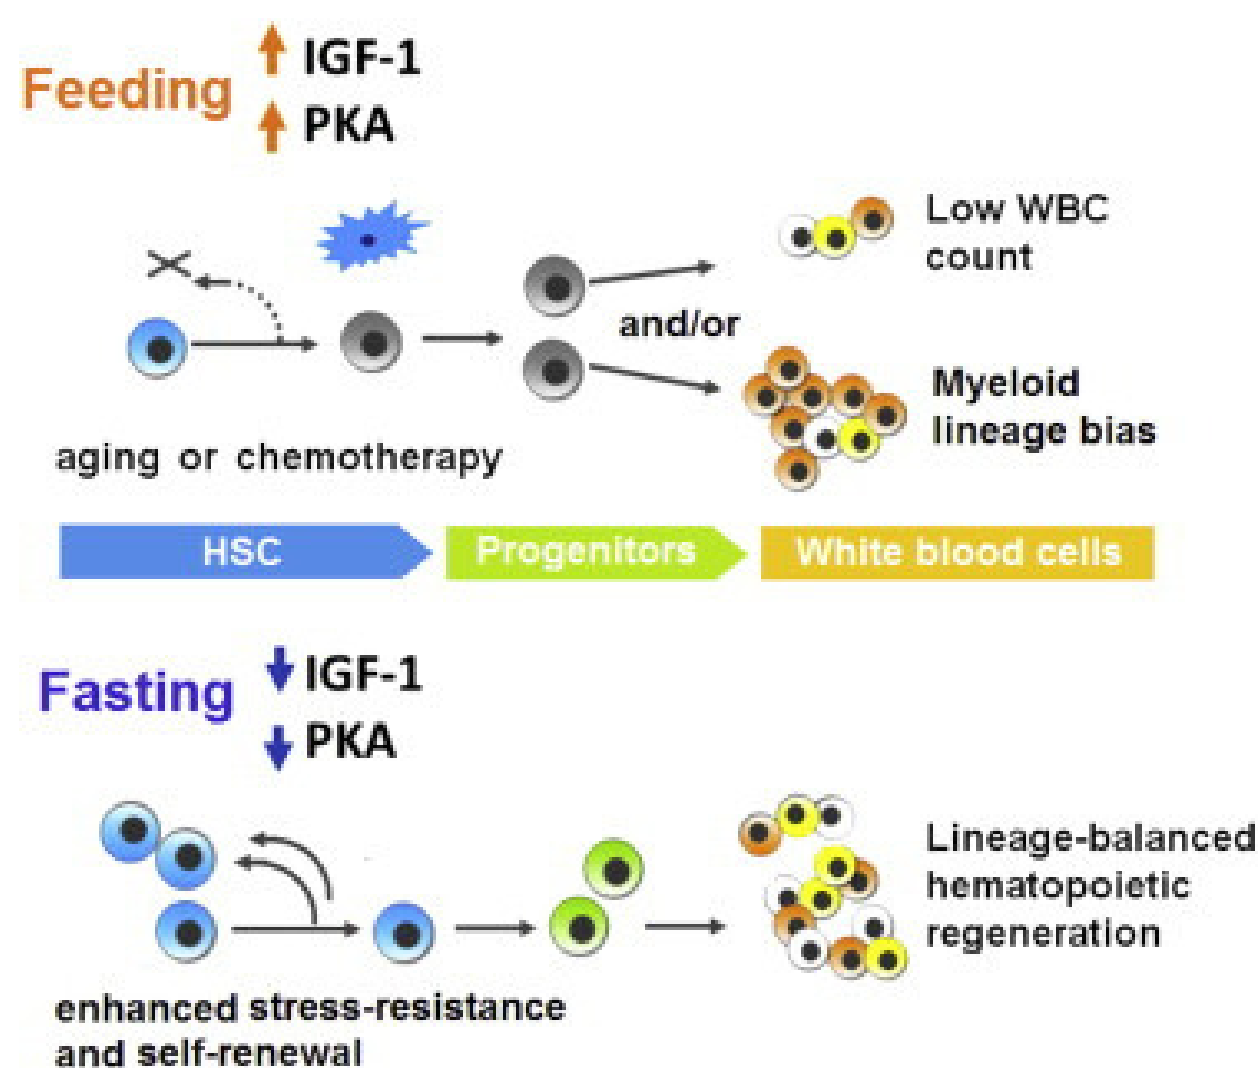 Feeding
IGF-1
PKA
Low WBC
count
and/or
Myeloid
lineage bias
aging or chemotherapy
HSC
Progenitors
White blood cells
Fasting
IGF-1
PKA
Lineage-balanced
hematopoietic
regeneration
enhanced stress-resistance
and self-renewal